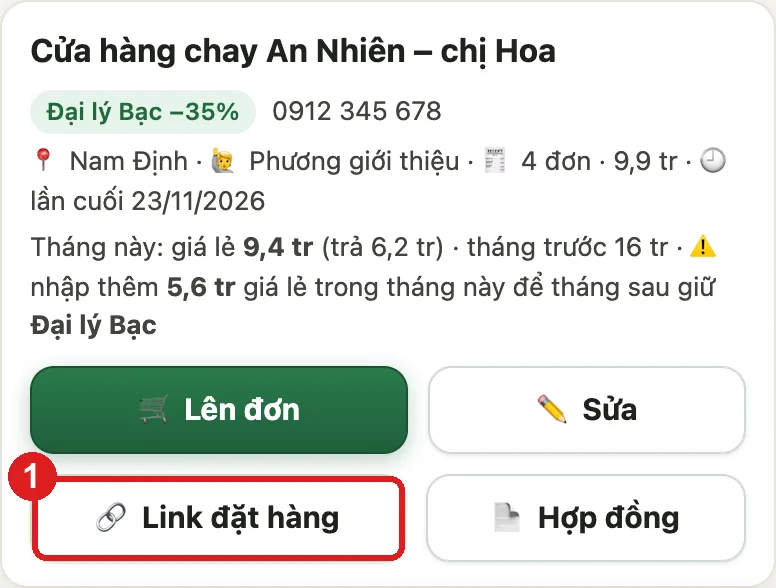 Cửa hàng chay An Nhiên – chị Hoa
Đại lý Bạc −35% 0912 345 678
📍 Nam Định · 🙋 Phương giới thiệu · 🧾 4 đơn · 9,9 tr · 🕘
lần cuối 23/11/2026
Tháng này: giá lẻ 9,4 tr (trả 6,2 tr) · tháng trước 16 tr · ⚠️
nhập thêm 5,6 tr giá lẻ trong tháng này để tháng sau giữ
Đại lý Bạc
🛒 Lên đơn
✏️ Sửa
1
🔗 Link đặt hàng
📄 Hợp đồng